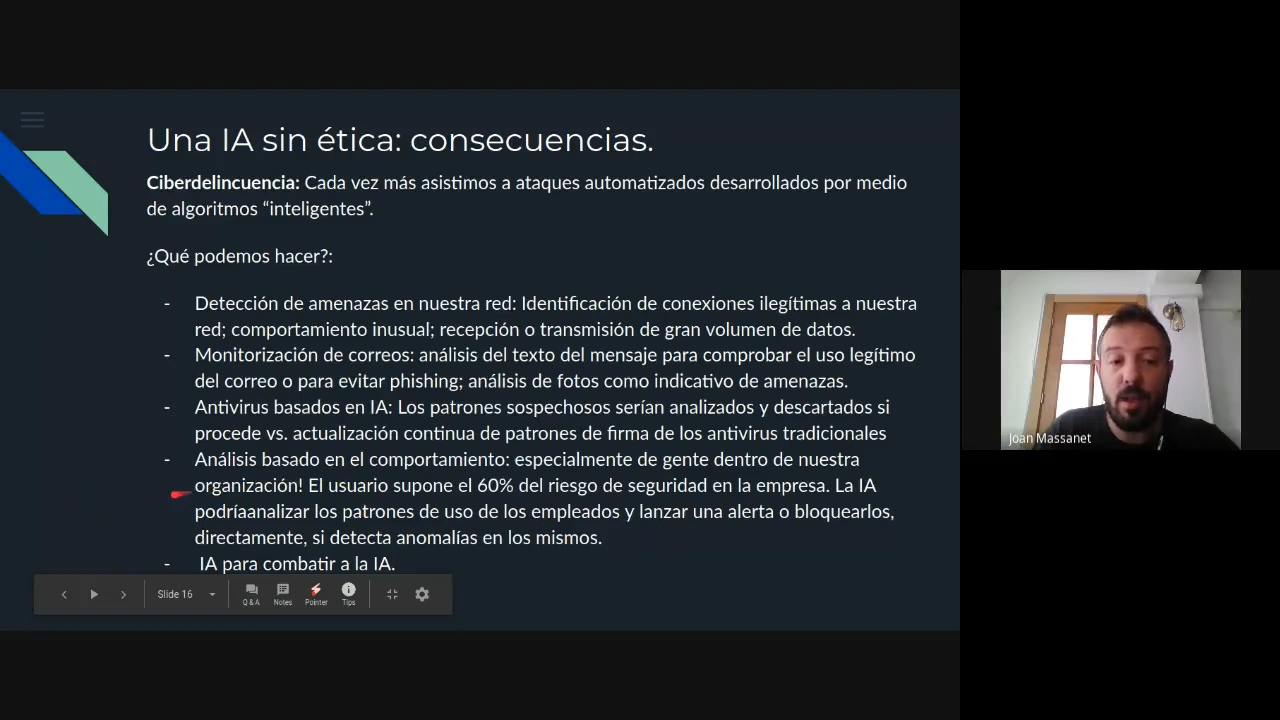 Una IA sin ética: consecuencias.
Ciberdelincuencia: Cada vez más asistimos a ataques automatizados desarrollados por medio
de algoritmos “inteligentes”.
¿Qué podemos hacer?:
- Detección de amenazas en nuestra red: Identificación de conexiones ilegítimas a nuestra
red; comportamiento inusual; recepción o transmisión de gran volumen de datos.
- Monitorización de correos: análisis del texto del mensaje para comprobar el uso legítimo
del correo o para evitar phishing; análisis de fotos como indicativo de amenazas.
- Antivirus basados en IA: Los patrones sospechosos serían analizados y descartados si
procede vs. actualización continua de patrones de firma de los antivirus tradicionales
- Análisis basado en el comportamiento: especialmente de gente dentro de nuestra
organización! El usuario supone el 60% del riesgo de seguridad en la empresa. La IA
podríaanalizar los patrones de uso de los empleados y lanzar una alerta o bloquearlos,
directamente, si detecta anomalías en los mismos.
- IA para combatir a la IA.
Slide 16
Q & A
Notes
Pointer
Tips
Joan Massanet